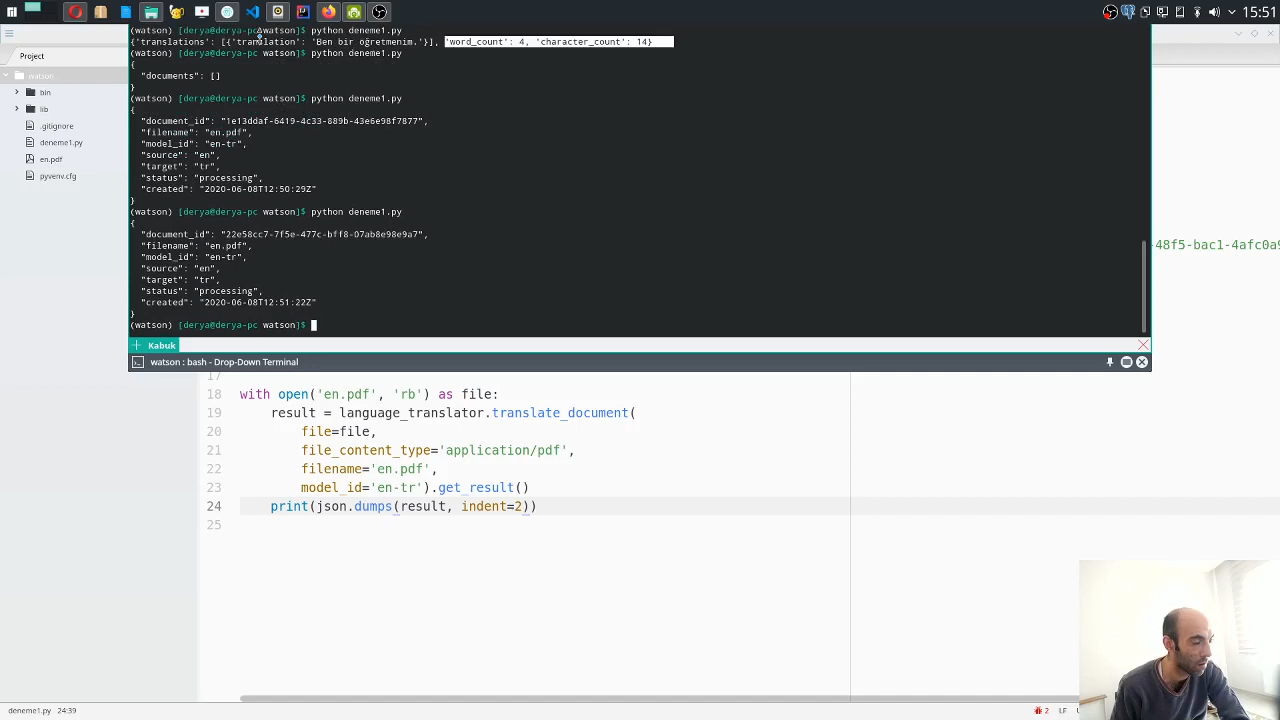 15:51
(watson) [derya@derya-pc watson]$ python deneme1.py
{'translations': [{'translation': 'Ben bir oğretmenim.'}], 'word_count': 4, 'character_count': 14}
(watson) [derya@derya-pc watson]$ python deneme1.py
{
"documents": []
}
(watson) [derya@derya-pc watson]$ python deneme1.py
{
"document_id": "1e13ddaf-6419-4c33-889b-43e6e98f7877",
"filename": "en.pdf",
"model_id": "en-tr",
"source": "en",
"target": "tr",
"status": "processing",
"created": "2020-06-08T12:50:29Z"
}
(watson) [derya@derya-pc watson]$ python deneme1.py
{
"document_id": "22e58cc7-7f5e-477c-bff8-07ab8e98e9a7",
"filename": "en.pdf",
"model_id": "en-tr",
"source": "en",
"target": "tr",
"status": "processing",
"created": "2020-06-08T12:51:22Z"
}
(watson) [derya@derya-pc watson]$
Kabuk
watson : bash - Drop-Down Terminal
Project
watson
bin
lib
.gitignore
deneme1.py
en.pdf
pyvenv.cfg
-48f5-bac1-4afc0a9
17
18 with open('en.pdf', 'rb') as file:
19 result = language_translator.translate_document(
20 file=file,
21 file_content_type='application/pdf',
22 filename='en.pdf',
23 model_id='en-tr').get_result()
24 print(json.dumps(result, indent=2))
25
deneme1.py 24:39
2 LF